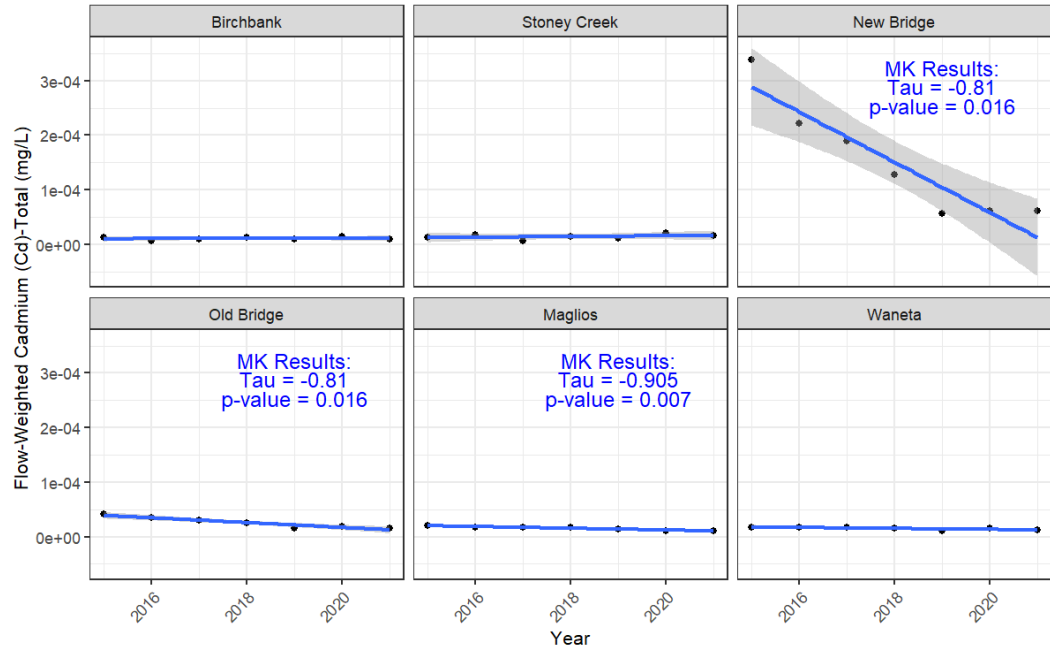 Birchbank
Stoney Creek
New Bridge
3e-04
2e-04
1e-04
0e+00
MK Results:
Tau = -0.81
p-value = 0.016
Flow-Weighted Cadmium (Cd)-Total (mg/L)
Old Bridge
Maglios
Waneta
3e-04
2e-04
1e-04
0e+00
MK Results:
Tau = -0.81
p-value = 0.016
MK Results:
Tau = -0.905
p-value = 0.007
2016
2018
2020
2016
2018
2020
2016
2018
2020
Year